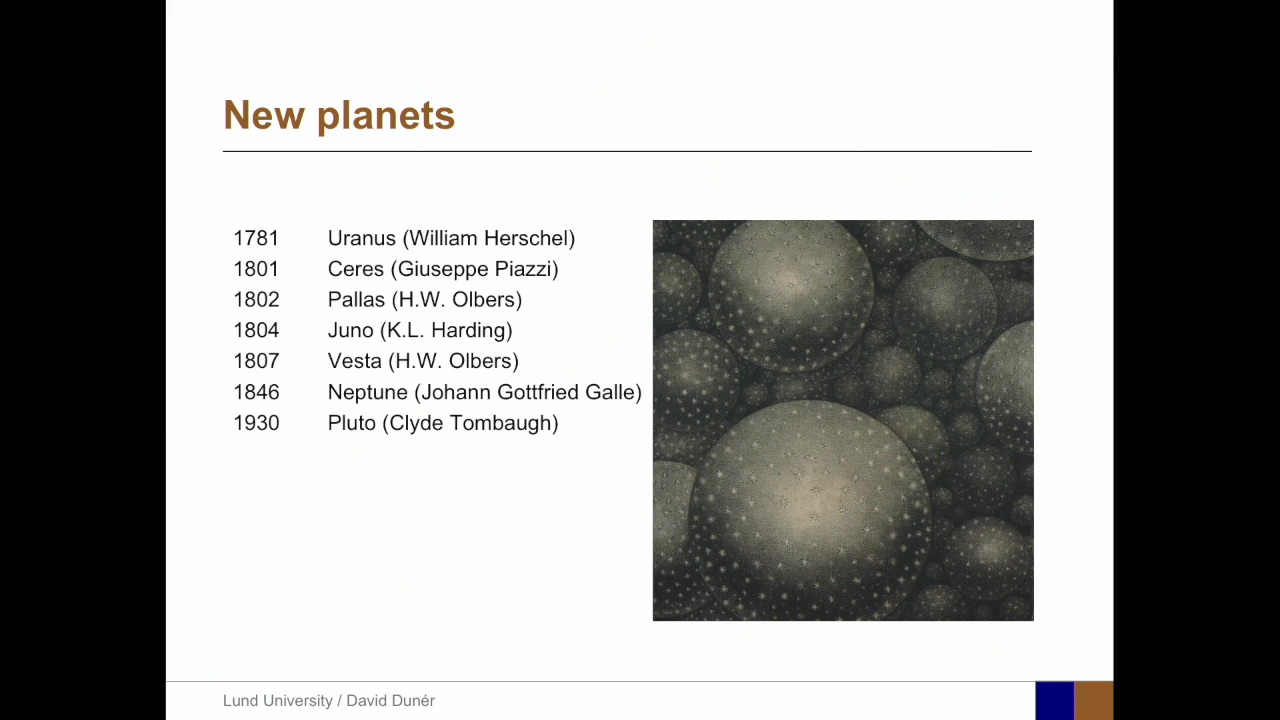 New planets
1781 Uranus (William Herschel)
1801 Ceres (Giuseppe Piazzi)
1802 Pallas (H.W. Olbers)
1804 Juno (K.L. Harding)
1807 Vesta (H.W. Olbers)
1846 Neptune (Johann Gottfried Galle)
1930 Pluto (Clyde Tombaugh)
Lund University / David Dunér